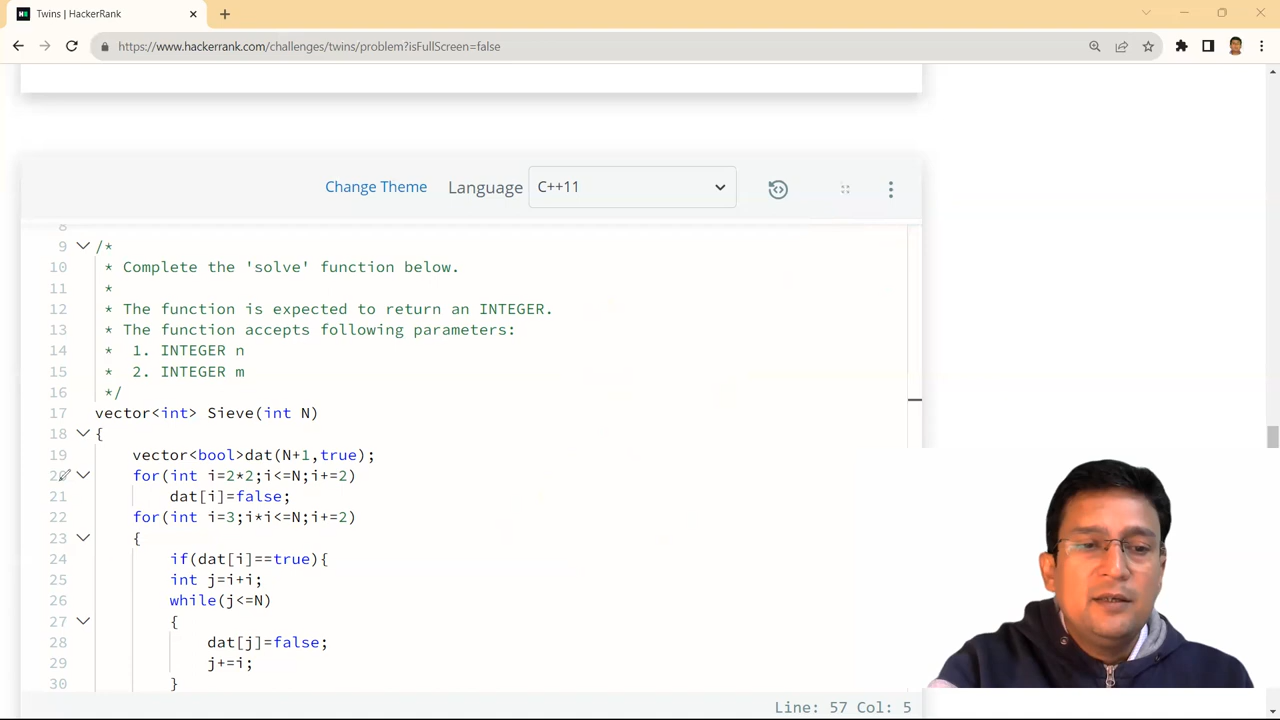 Twins | HackerRank
https://www.hackerrank.com/challenges/twins/problem?isFullScreen=false
Change Theme Language C++11
8
9 /*
10 * Complete the 'solve' function below.
11 *
12 * The function is expected to return an INTEGER.
13 * The function accepts following parameters:
14 * 1. INTEGER n
15 * 2. INTEGER m
16 */
17 vector<int> Sieve(int N)
18 {
19 vector<bool>dat(N+1,true);
20 for(int i=2*2;i<=N;i+=2)
21 dat[i]=false;
22 for(int i=3;i*i<=N;i+=2)
23 {
24 if(dat[i]==true){
25 int j=i+i;
26 while(j<=N)
27 {
28 dat[j]=false;
29 j+=i;
30 }
Line: 57 Col: 5